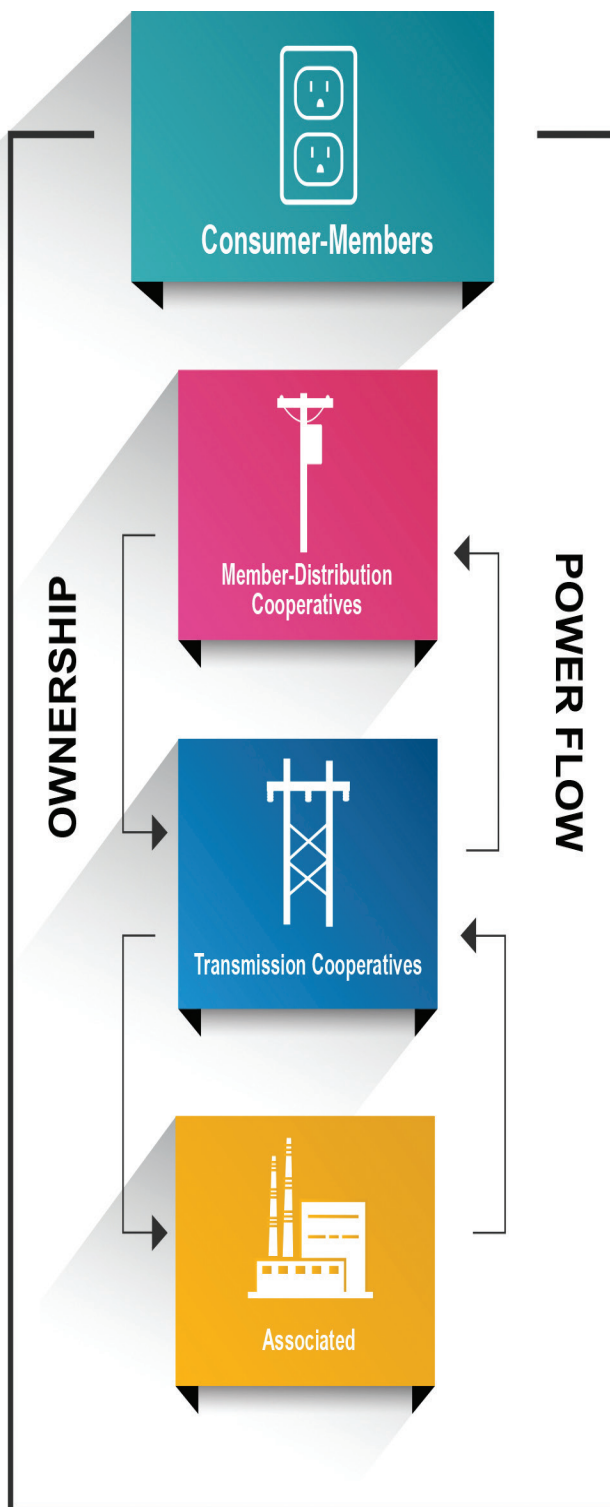 Consumer-Members
Member-Distribution
Cooperatives
OWNERSHIP
POWER FLOW
Transmission Cooperatives
Associated